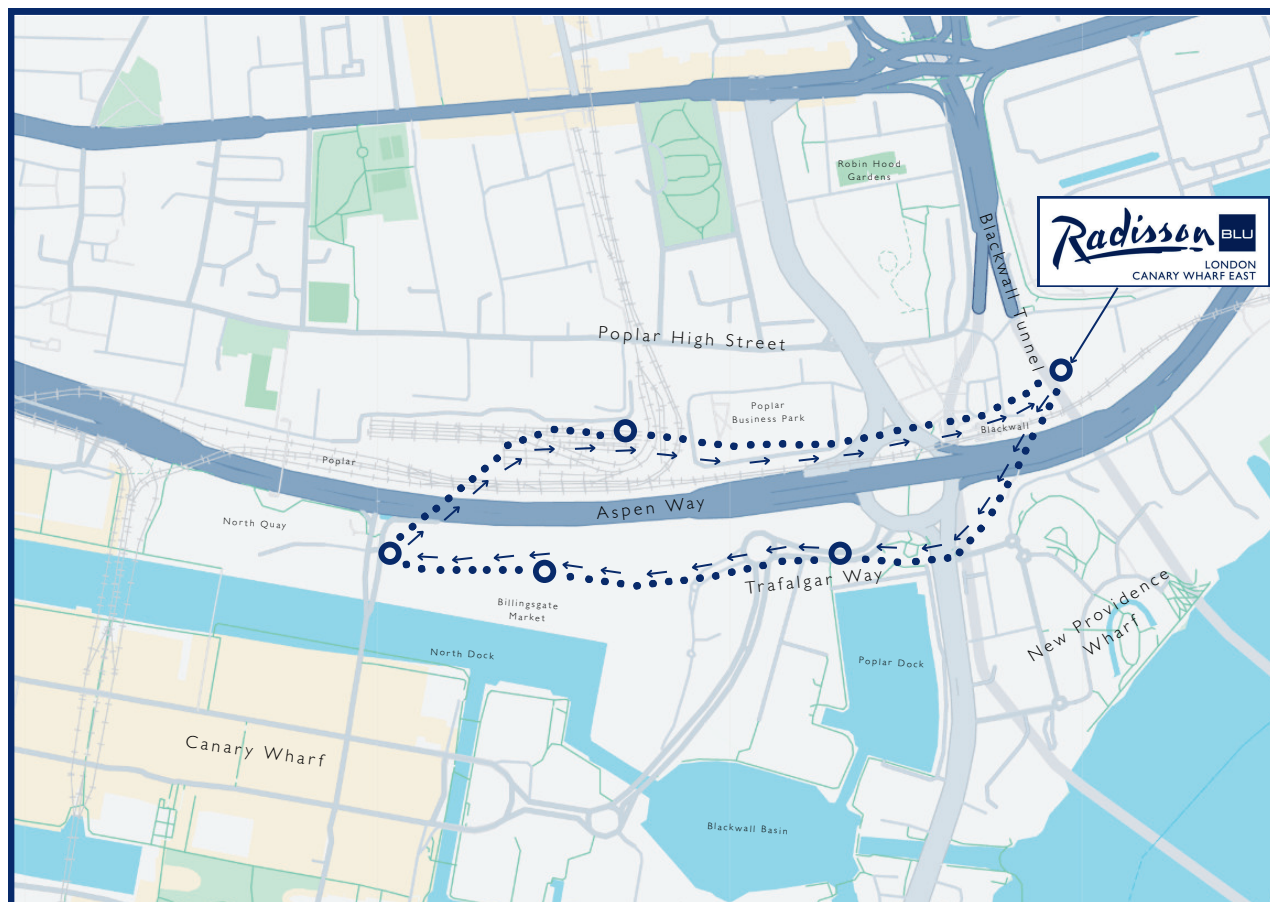 Robin Hood
Gardens
Radisson BLU
LONDON
CANARY WHARF EAST
Blackwall Tunnel
Poplar High Street
Poplar
Business Park
Blackwall
Poplar
Aspen Way
North Quay
Trafalgar Way
Billingsgate
Market
New Providence
Wharf
North Dock
Poplar Dock
Canary Wharf
Blackwall Basin